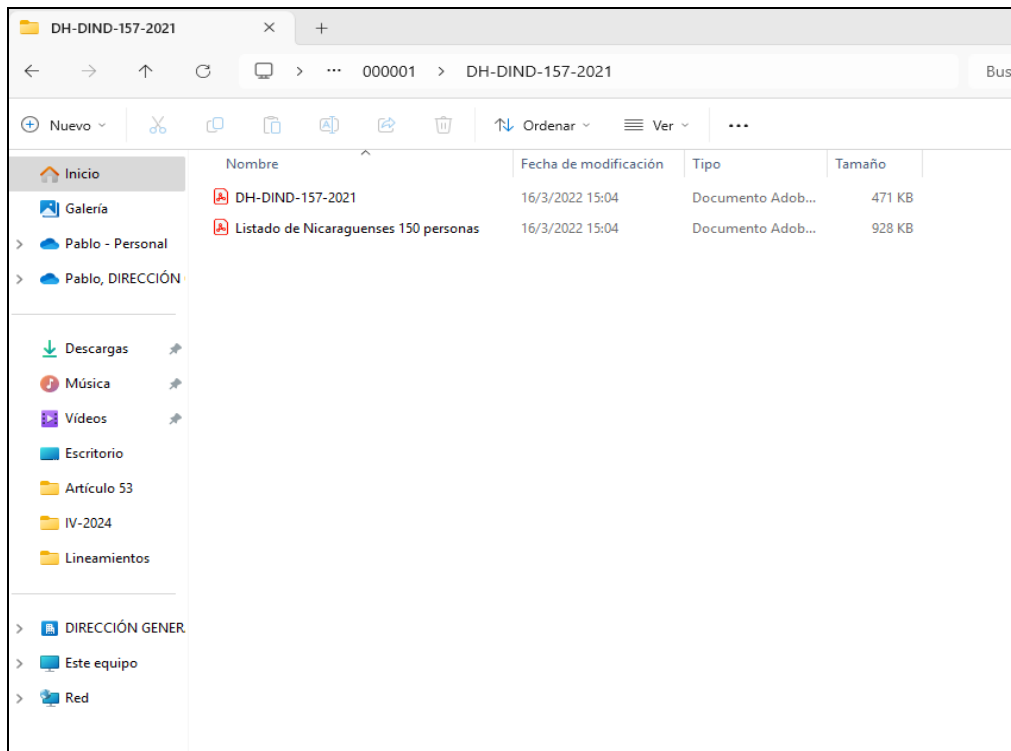 DH-DIND-157-2021
000001 > DH-DIND-157-2021
Bus
Nuevo
Ordenar
Ver
Nombre Fecha de modificación Tipo Tamaño
DH-DIND-157-2021 16/3/2022 15:04 Documento Adob... 471 KB
Listado de Nicaraguenses 150 personas 16/3/2022 15:04 Documento Adob... 928 KB
Inicio
Galería
Pablo - Personal
Pablo, DIRECCIÓN
Descargas
Música
Vídeos
Escritorio
Artículo 53
IV-2024
Lineamientos
DIRECCIÓN GENER
Este equipo
Red